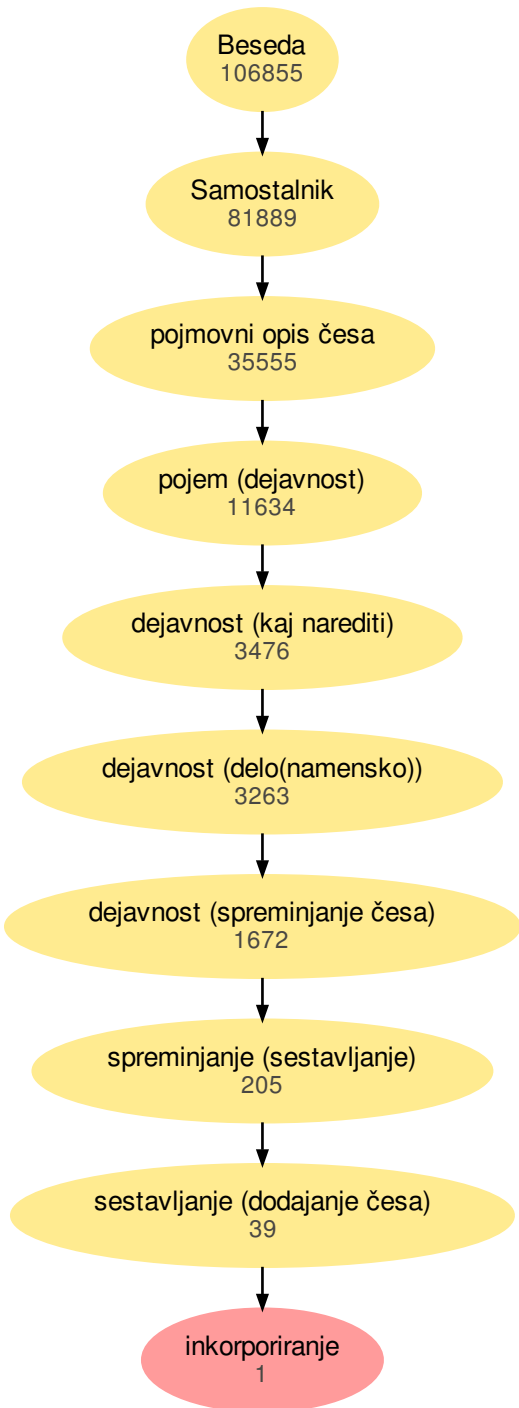 Beseda
106855
Samostalnik
81889
pojmovni opis česa
35555
pojem (dejavnost)
11634
dejavnost (kaj narediti)
3476
dejavnost (delo(namensko))
3263
dejavnost (spreminjanje česa)
1672
spreminjanje (sestavljanje)
205
sestavljanje (dodajanje česa)
39
inkorporiranje
1